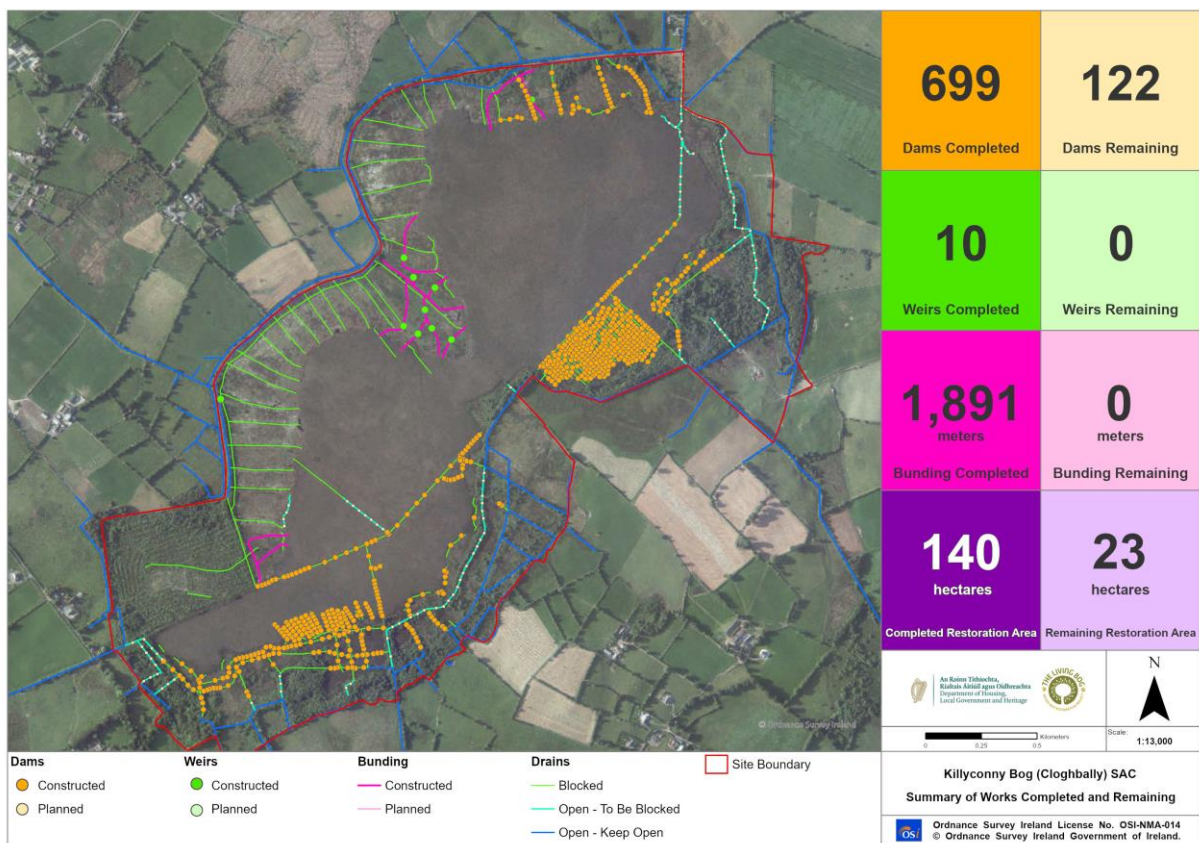 699
Dams Completed
122
Dams Remaining
10
Weirs Completed
0
Weirs Remaining
1,891
meters
Bunding Completed
0
meters
Bunding Remaining
140
hectares
Completed Restoration Area
23
hectares
Remaining Restoration Area
© Ordnance Survey Ireland
An Roinn Tithíochta,
Rialtais Áitiúil agus Oidhreachta
Department of Housing,
Local Government and Heritage
THE LIVING BOG
N
Kilometers
0 0.25 0.5
Scale:
1:13,000
Killyconny Bog (Cloghbally) SAC
Summary of Works Completed and Remaining
OSi
Ordnance Survey Ireland License No. OSI-NMA-014
© Ordnance Survey Ireland Government of Ireland.
Dams
Constructed
Planned
Weirs
Constructed
Planned
Bunding
Constructed
Planned
Drains
Blocked
Open - To Be Blocked
Open - Keep Open
Site Boundary